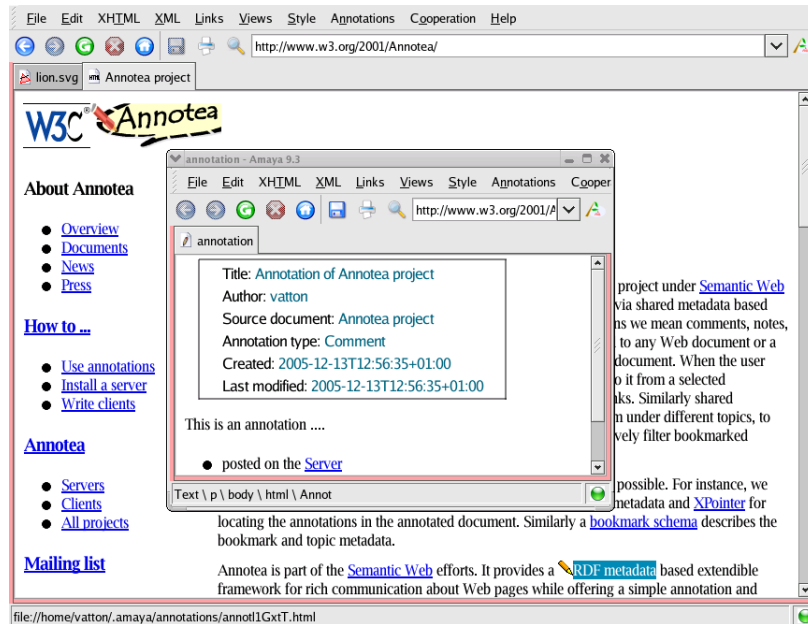 File Edit XHTML XML Links Views Style Annotations Cooperation Help
http://www.w3.org/2001/Annotea/
lion.svg Annotea project
W3C® Annotea
About Annotea
Overview
Documents
News
Press
How to ...
Use annotations
Install a server
Write clients
Annotea
Servers
Clients
All projects
Mailing list
annotation - Amaya 9.3
File Edit XHTML XML Links Views Style Annotations Cooper
http://www.w3.org/2001/A
annotation
Title: Annotation of Annotea project
Author: vatton
Source document: Annotea project
Annotation type: Comment
Created: 2005-12-13T12:56:35+01:00
Last modified: 2005-12-13T12:56:35+01:00
This is an annotation ....
posted on the Server
Text \ p \ body \ html \ Annot
project under Semantic Web
via shared metadata based
ns we mean comments, notes,
to any Web document or a
document. When the user
o it from a selected
nks. Similarly shared
m under different topics, to
vely filter bookmarked
possible. For instance, we
metadata and XPointer for
locating the annotations in the annotated document. Similarly a bookmark schema describes the
bookmark and topic metadata.
Annotea is part of the Semantic Web efforts. It provides a RDF metadata based extendible
framework for rich communication about Web pages while offering a simple annotation and
file://home/vatton/.amaya/annotations/annotl1GxtT.html